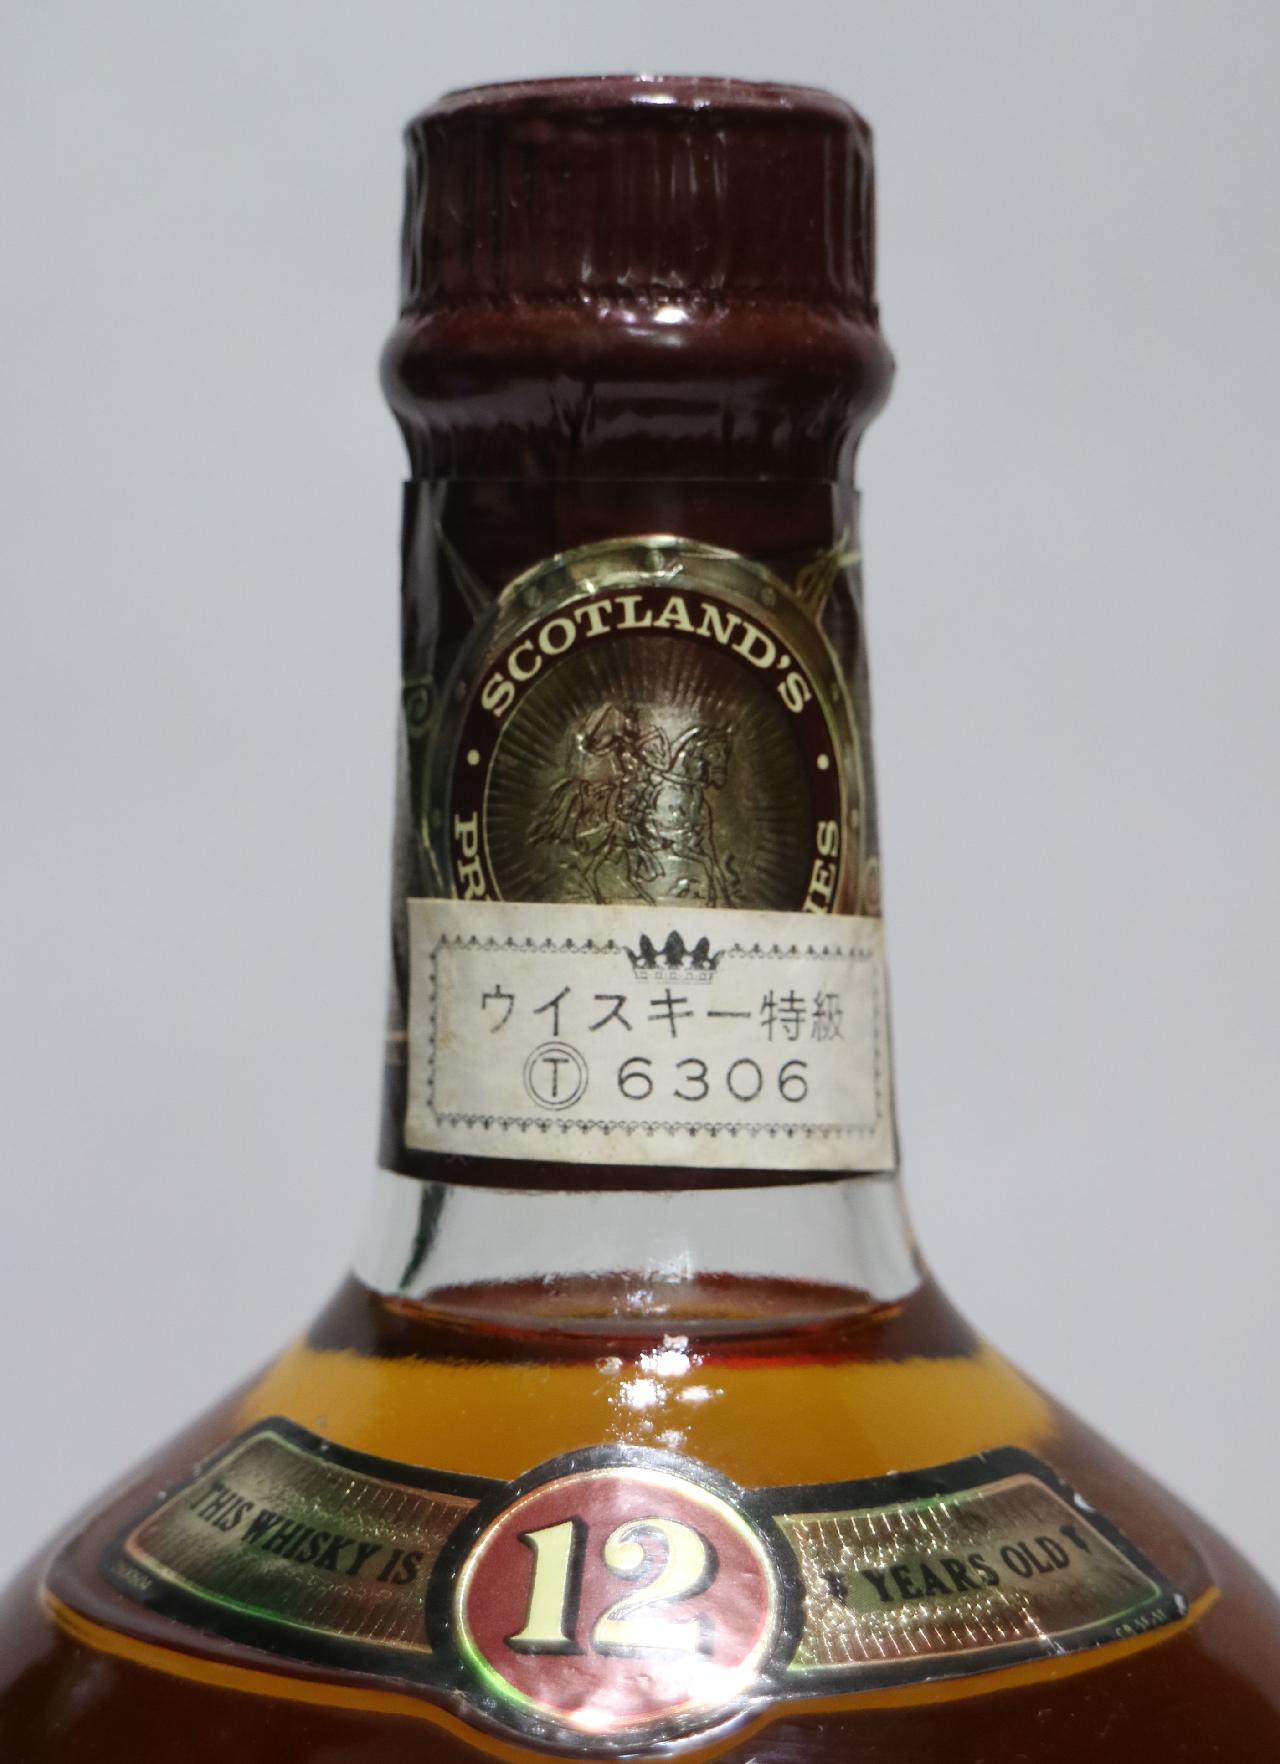 SCOTLAND'S
ウイスキー特級
Ⓣ 6306
THIS WHISKY IS
12
YEARS OLD